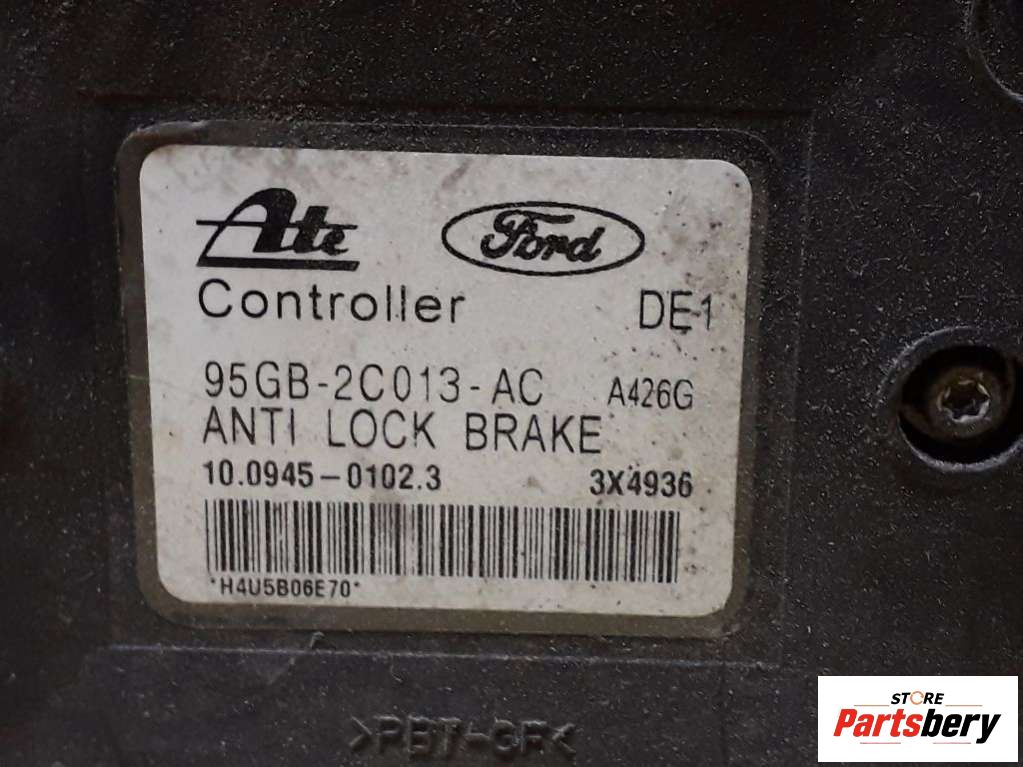 Ate Ford
Controller DE1
95GB-2C013-AC A426G
ANTI LOCK BRAKE
10.0945-0102.3 3X4936
*H4U5B06E70*
>PBT-GF<
STORE
Partsbery